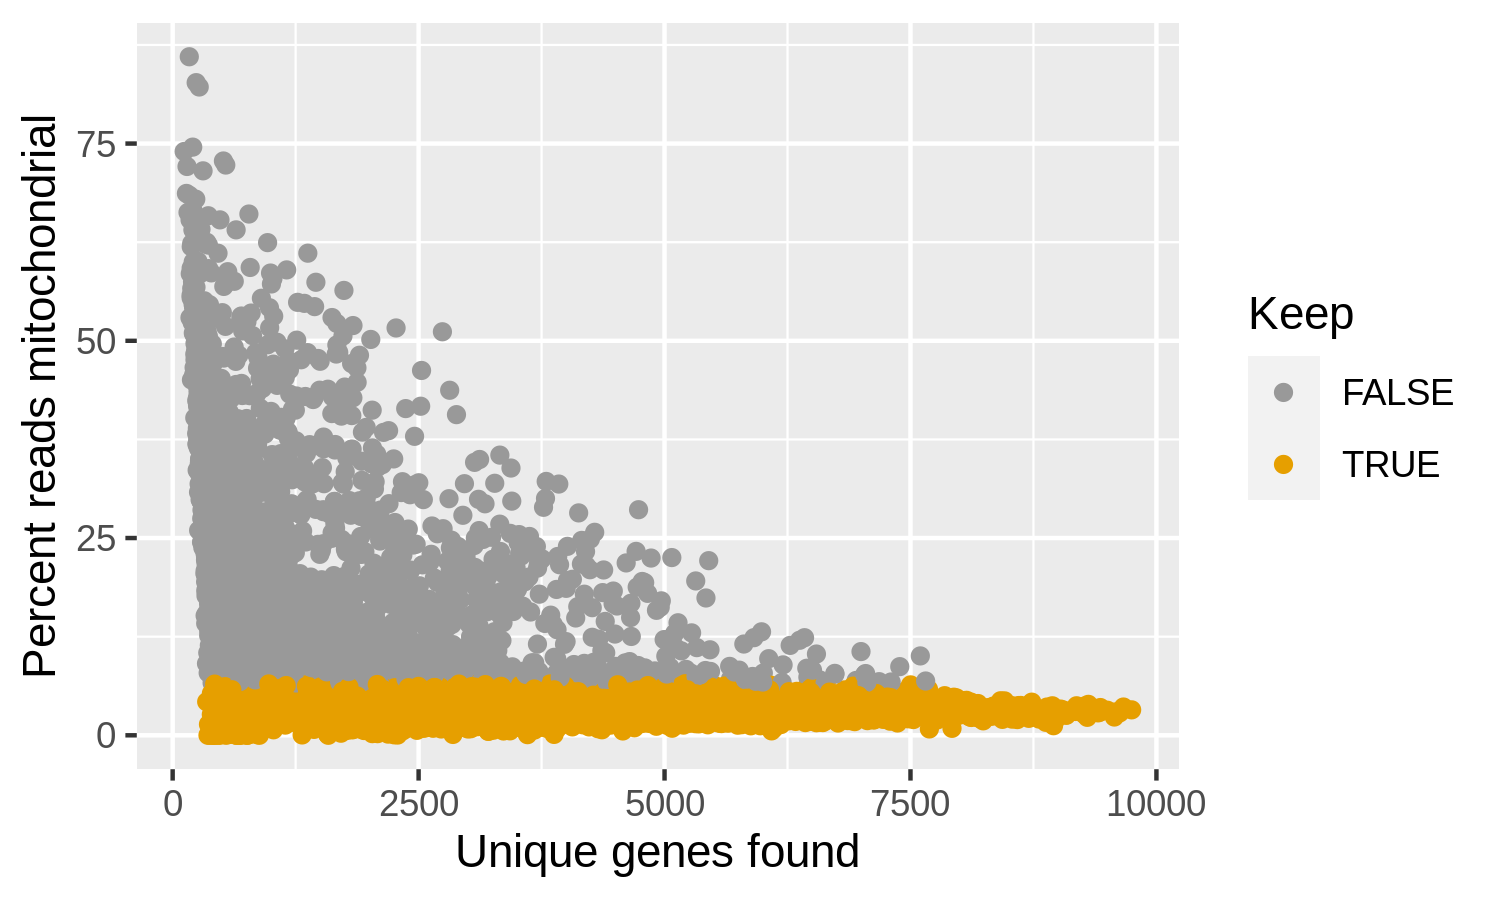 Percent reads mitochondrial
75
50
25
0
0 2500 5000 7500 10000
Unique genes found
Keep
FALSE
TRUE